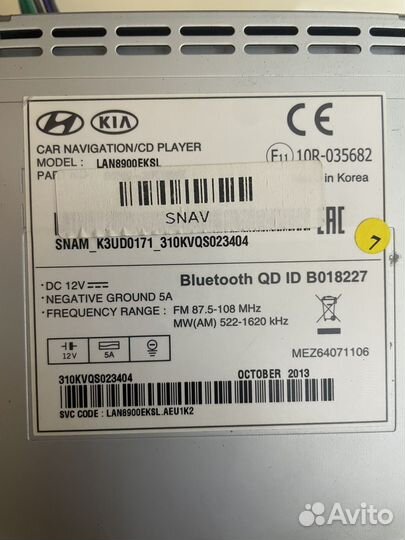 HYUNDAI KIA CE
CAR NAVIGATION/CD PLAYER
MODEL: LAN8900EKSL
E11 10R-035682
in Korea
SNAV
EAC
SNAM_K3UD0171_310KVQS023404
7
DC 12V
Bluetooth QD ID B018227
NEGATIVE GROUND 5A
FREQUENCY RANGE : FM 87.5-108 MHz
MW(AM) 522-1620 kHz
12V 5A
MEZ64071106
310KVQS023404 OCTOBER 2013
SVC CODE : LAN8900EKSL.AEU1K2
Avito